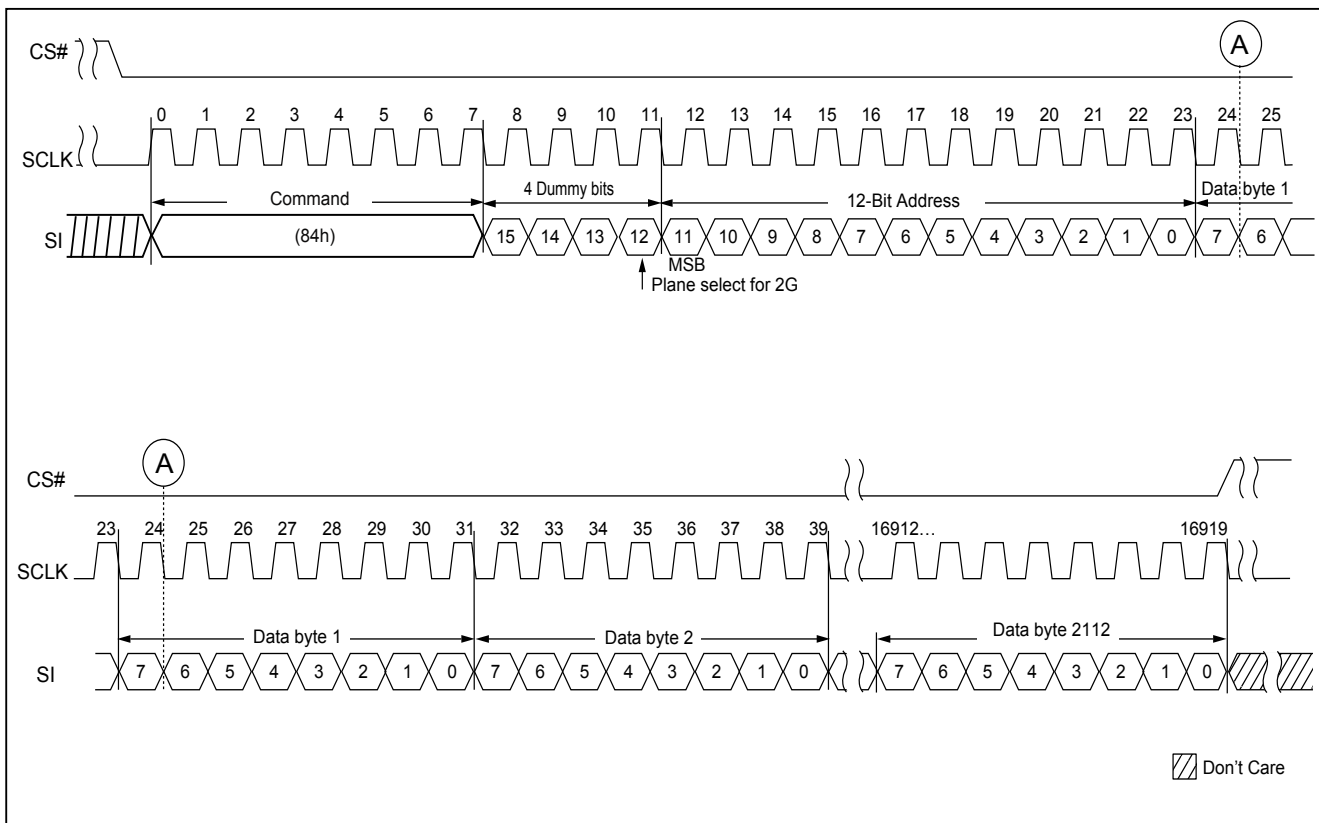 A
CS#
0 1 2 3 4 5 6 7 8 9 10 11 12 13 14 15 16 17 18 19 20 21 22 23 24 25
SCLK
Command 4 Dummy bits 12-Bit Address Data byte 1
SI (84h) 15 14 13 12 11 10 9 8 7 6 5 4 3 2 1 0 7 6
MSB
Plane select for 2G
A
CS#
23 24 25 26 27 28 29 30 31 32 33 34 35 36 37 38 39 16912... 16919
SCLK
Data byte 1 Data byte 2 Data byte 2112
SI 7 6 5 4 3 2 1 0 7 6 5 4 3 2 1 0 7 6 5 4 3 2 1 0
Don't Care